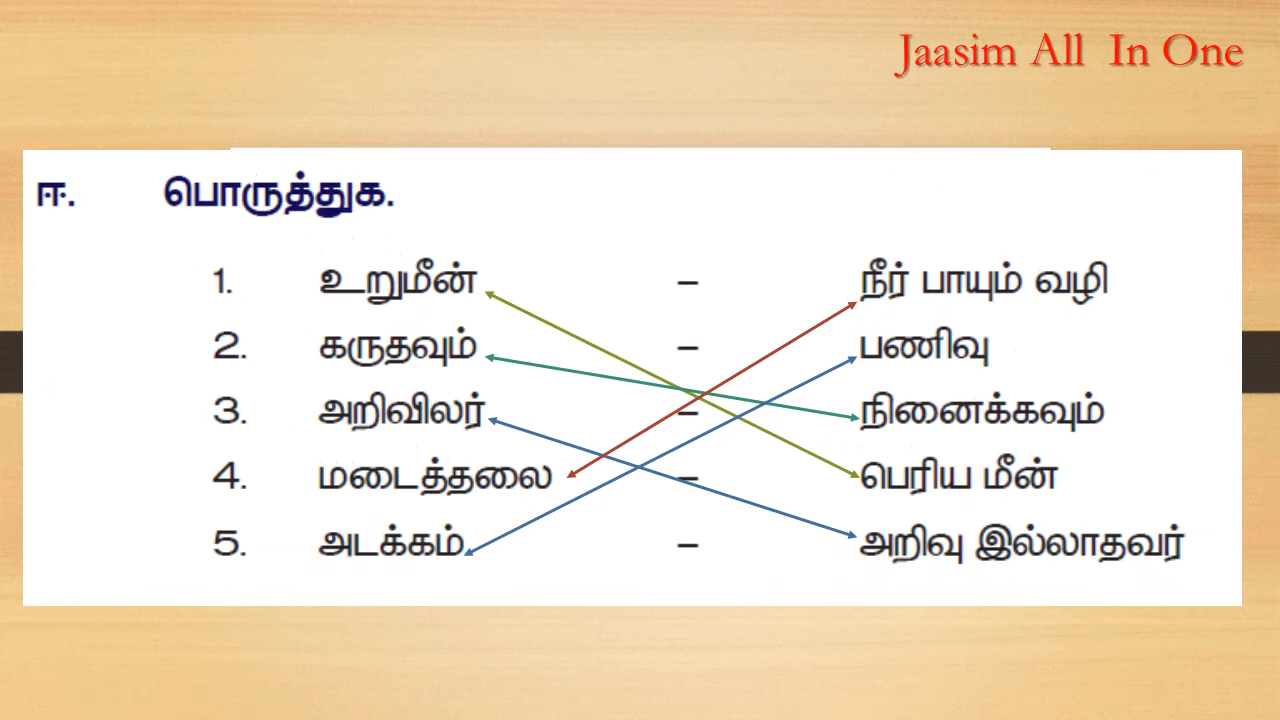 Jaasim All In One
ஈ. பொருத்துக.
1. உறுமீன் – நீர் பாயும் வழி
2. கருதவும் – பணிவு
3. அறிவிலர் – நினைக்கவும்
4. மடைத்தலை – பெரிய மீன்
5. அடக்கம் – அறிவு இல்லாதவர்